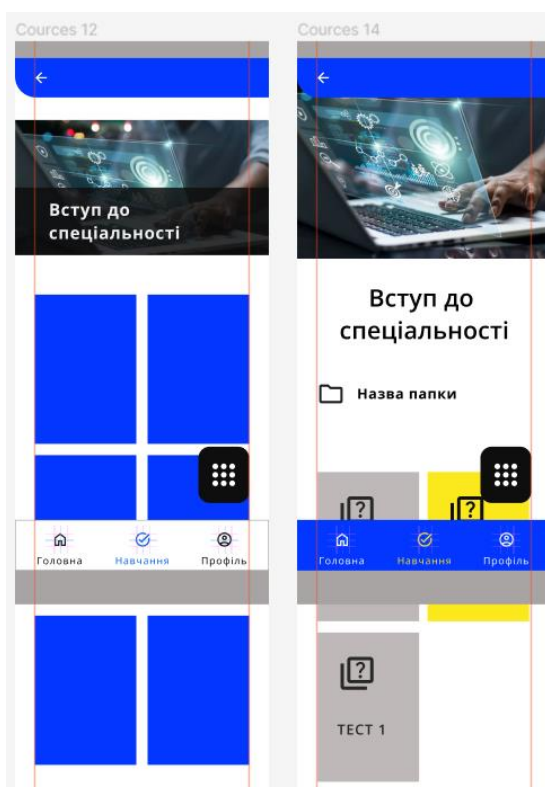 Cources 12
Вступ до
спеціальності
Головна
Навчання
Профіль
Cources 14
Вступ до
спеціальності
Назва папки
Головна
Навчання
Профіль
ТЕСТ 1